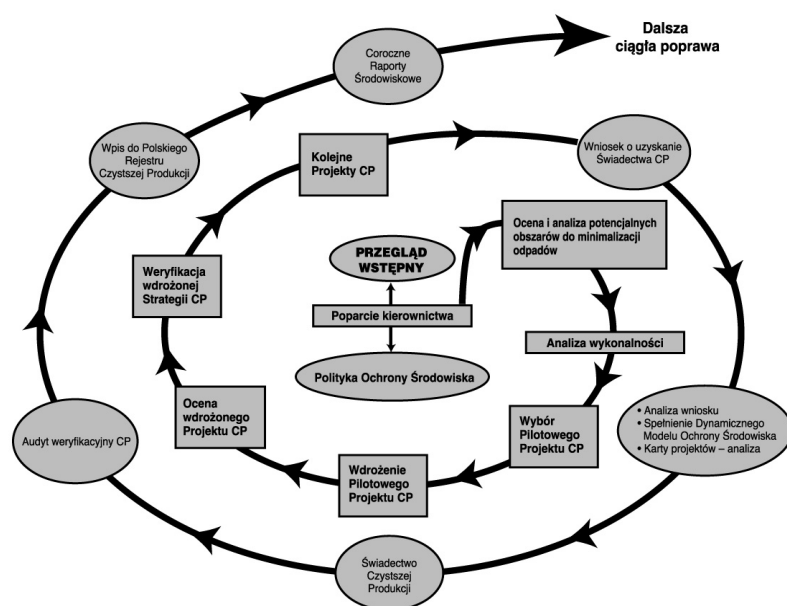 Dalsza
ciągła poprawa
Coroczne
Raporty
Środowiskowe
Wpis do Polskiego
Rejestru
Czystszej Produkcji
Kolejne
Projekty CP
Wniosek o uzyskanie
Świadectwa CP
Ocena i analiza potencjalnych
obszarów do minimalizacji
odpadów
PRZEGLĄD
WSTĘPNY
Weryfikacja
wdrożonej
Strategii CP
Poparcie kierownictwa
Analiza wykonalności
Polityka Ochrony Środowiska
Ocena
wdrożonego
Projektu CP
Wybór
Pilotowego
Projektu CP
• Analiza wniosku
• Spełnienie Dynamicznego
Modelu Ochrony Środowiska
• Karty projektów – analiza
Audyt weryfikacyjny CP
Wdrożenie
Pilotowego
Projektu CP
Świadectwo
Czystszej
Produkcji